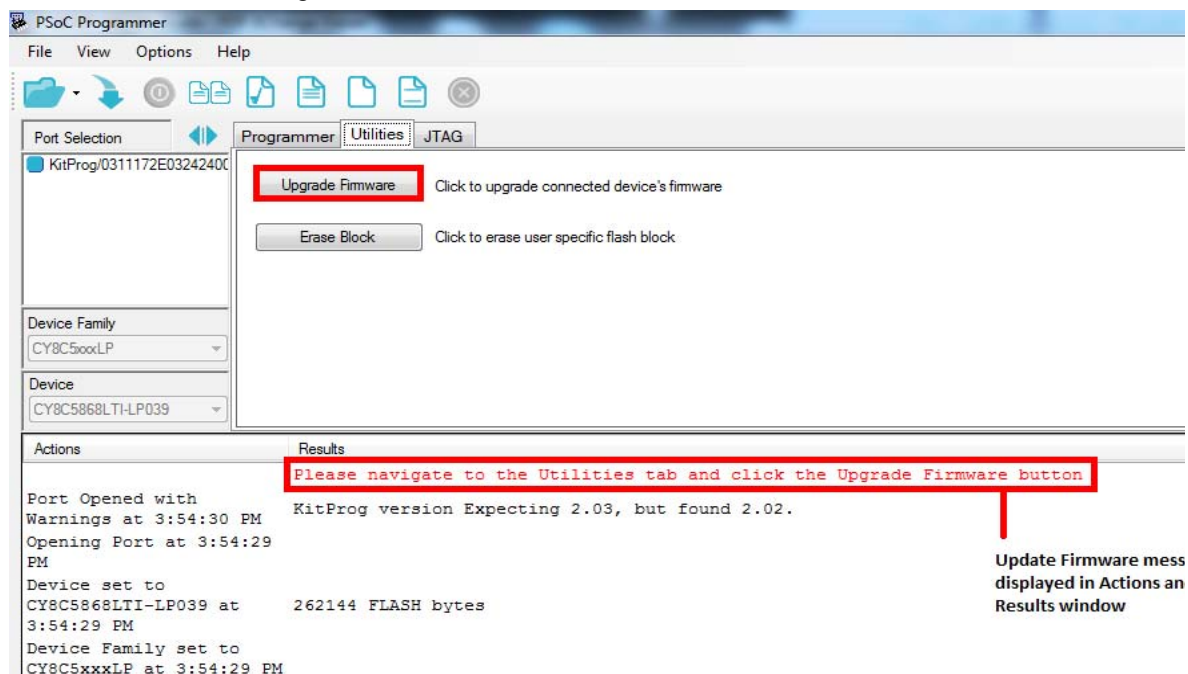 PSoC Programmer
File View Options Help
Port Selection
Programmer Utilities JTAG
KitProg/0311172E03242400
Upgrade Firmware Click to upgrade connected device's firmware
Erase Block Click to erase user specific flash block
Device Family
CY8C5xxxLP
Device
CY8C5868LTI-LP039
Actions Results
Please navigate to the Utilities tab and click the Upgrade Firmware button
Port Opened with
Warnings at 3:54:30 PM
KitProg version Expecting 2.03, but found 2.02.
Opening Port at 3:54:29
PM
Device set to
CY8C5868LTI-LP039 at 262144 FLASH bytes
3:54:29 PM
Device Family set to
CY8C5xxxLP at 3:54:29 PM
Update Firmware mess
displayed in Actions an
Results window